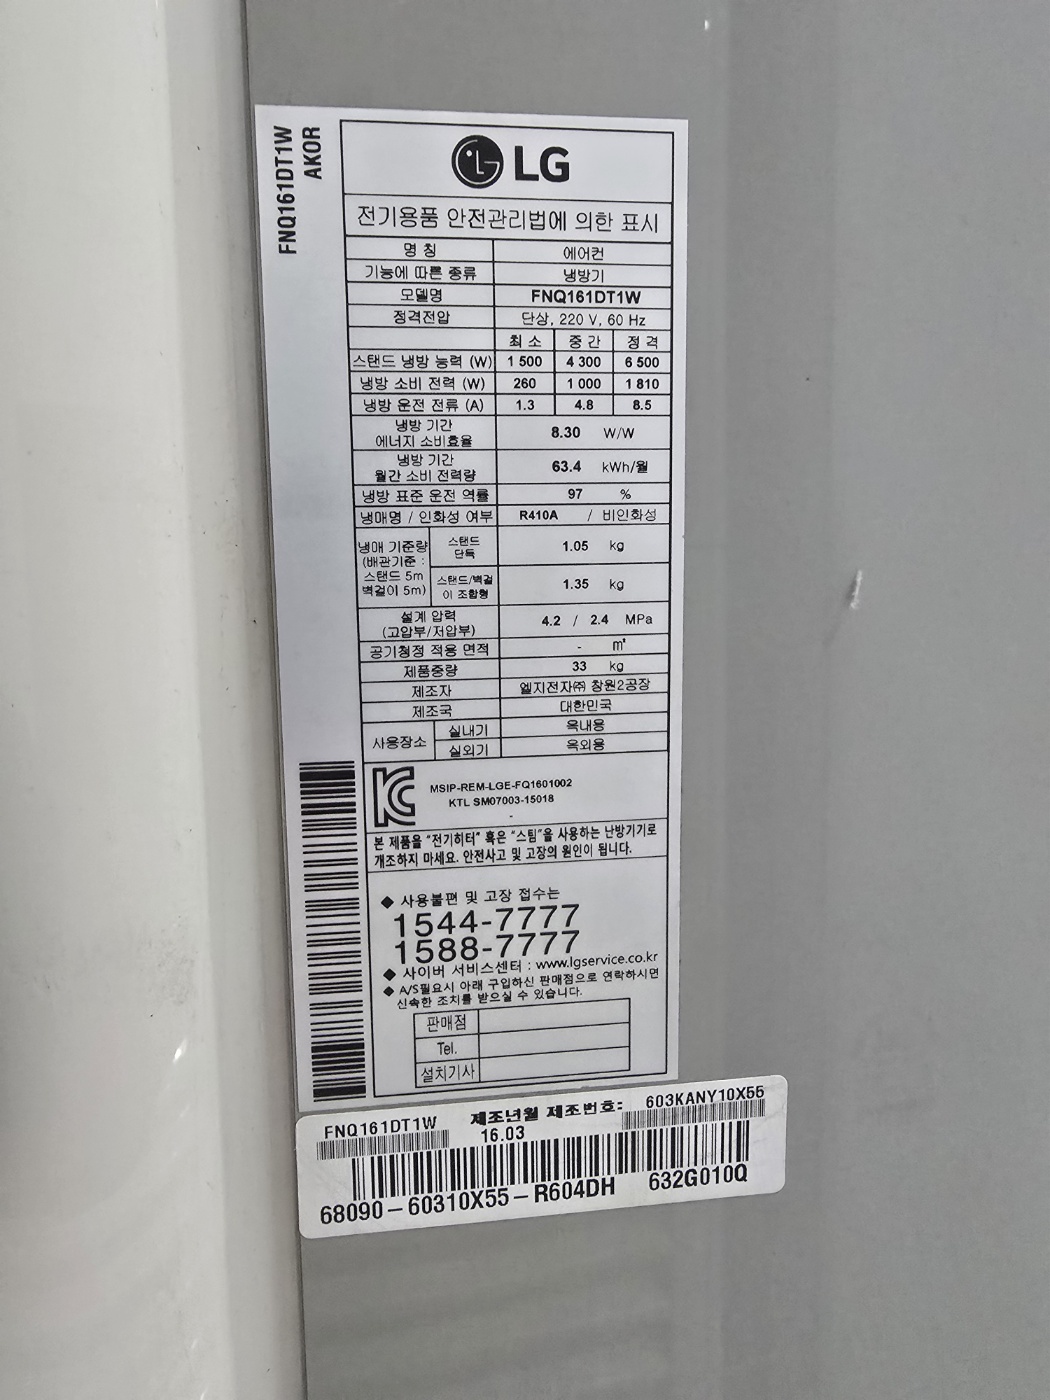 FNQ161DT1W
AKOR
LG
전기용품 안전관리법에 의한 표시
명 칭 에어컨
기능에 따른 종류 냉방기
모델명 FNQ161DT1W
정격전압 단상, 220 V, 60 Hz
최 소 중 간 정 격
스탠드 냉방 능력 (W) 1 500 4 300 6 500
냉방 소비 전력 (W) 260 1 000 1 810
냉방 운전 전류 (A) 1.3 4.8 8.5
냉방 기간
에너지 소비효율 8.30 W/W
냉방 기간
월간 소비 전력량 63.4 kWh/월
냉방 표준 운전 역률 97 %
냉매명 / 인화성 여부 R410A / 비인화성
냉매 기준량
(배관기준 :
스탠드 5m
벽걸이 5m)
스탠드
단독 1.05 kg
스탠드/벽걸
이 조합형 1.35 kg
설계 압력
(고압부/저압부) 4.2 / 2.4 MPa
공기청정 적용 면적 - ㎡
제품중량 33 kg
제조자 엘지전자㈜ 창원2공장
제조국 대한민국
사용장소 실내기 옥내용
실외기 옥외용
MSIP-REM-LGE-FQ1601002
KTL SM07003-15018
-
본 제품을 "전기히터" 혹은 "스팀"을 사용하는 난방기기로
개조하지 마세요. 안전사고 및 고장의 원인이 됩니다.
◆ 사용불편 및 고장 접수는
1544-7777
1588-7777
◆ 사이버 서비스센터 : www.lgservice.co.kr
◆ A/S필요시 아래 구입하신 판매점으로 연락하시면
신속한 조치를 받으실 수 있습니다.
판매점
Tel.
설치기사
FNQ161DT1W 제조년월 제조번호: 603KANY10X55
16.03
68090-60310X55-R604DH 632G010Q